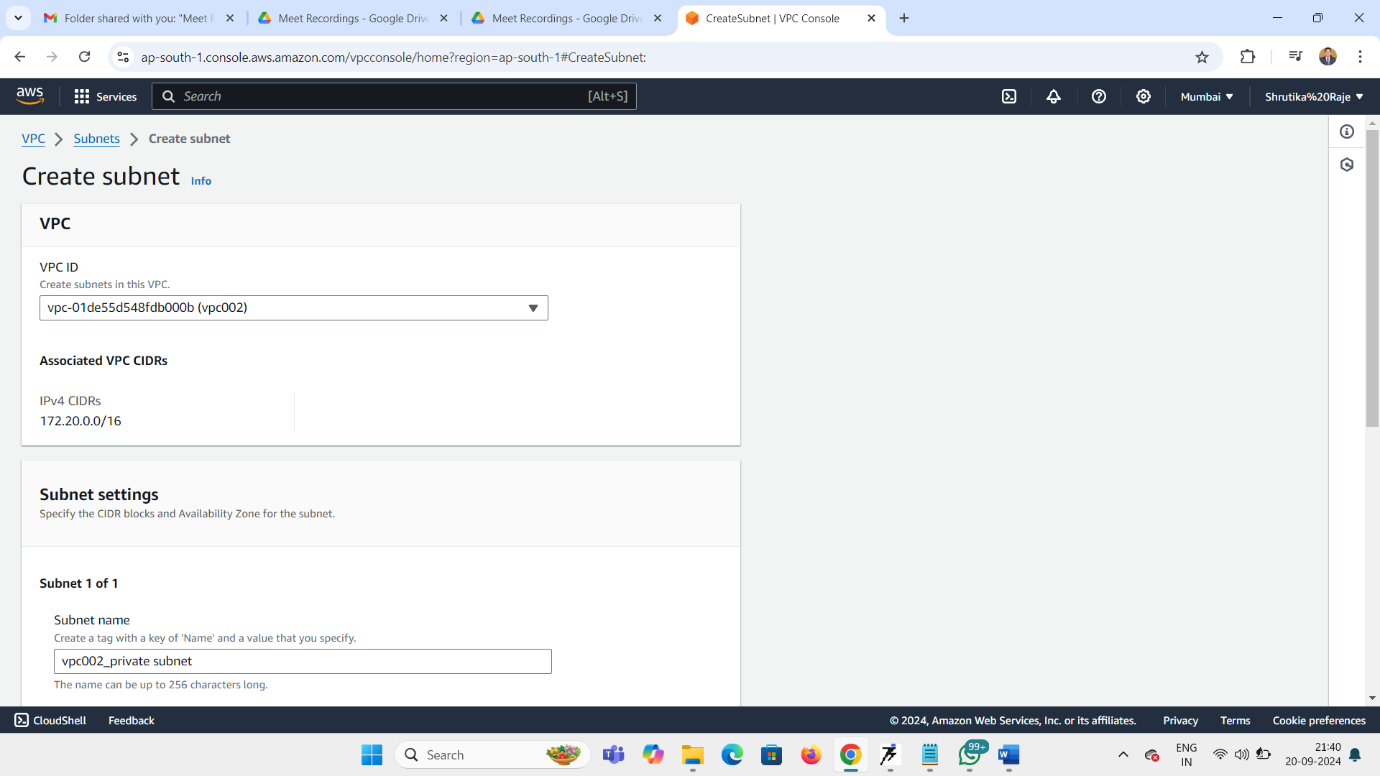 Folder shared with you: "Meet R
Meet Recordings - Google Driv
Meet Recordings - Google Driv
CreateSubnet | VPC Console
ap-south-1.console.aws.amazon.com/vpcconsole/home?region=ap-south-1#CreateSubnet:
aws
Services
Search
[Alt+S]
Mumbai
Shrutika%20Raje
VPC
Subnets
Create subnet
Create subnet
Info
VPC
VPC ID
Create subnets in this VPC.
vpc-01de55d548fdb000b (vpc002)
Associated VPC CIDRs
IPv4 CIDRs
172.20.0.0/16
Subnet settings
Specify the CIDR blocks and Availability Zone for the subnet.
Subnet 1 of 1
Subnet name
Create a tag with a key of 'Name' and a value that you specify.
vpc002_private subnet
The name can be up to 256 characters long.
CloudShell
Feedback
© 2024, Amazon Web Services, Inc. or its affiliates.
Privacy
Terms
Cookie preferences
Search
99+
ENG
IN
21:40
20-09-2024